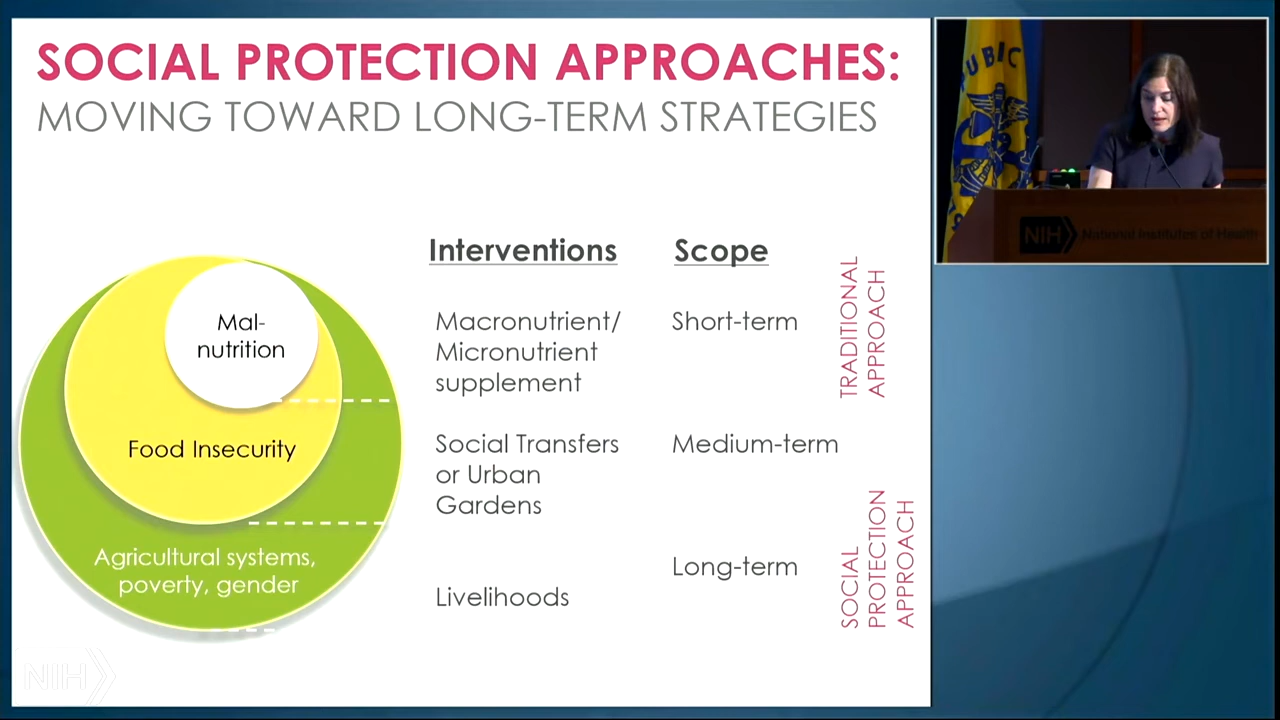 SOCIAL PROTECTION APPROACHES:
MOVING TOWARD LONG-TERM STRATEGIES
Mal-
nutrition
Food Insecurity
Agricultural systems,
poverty, gender
Interventions
Macronutrient/
Micronutrient
supplement
Social Transfers
or Urban
Gardens
Livelihoods
Scope
Short-term
Medium-term
Long-term
TRADITIONAL
APPROACH
SOCIAL
PROTECTION
APPROACH
NIH
PUBLIC
NIH National Institutes of Health